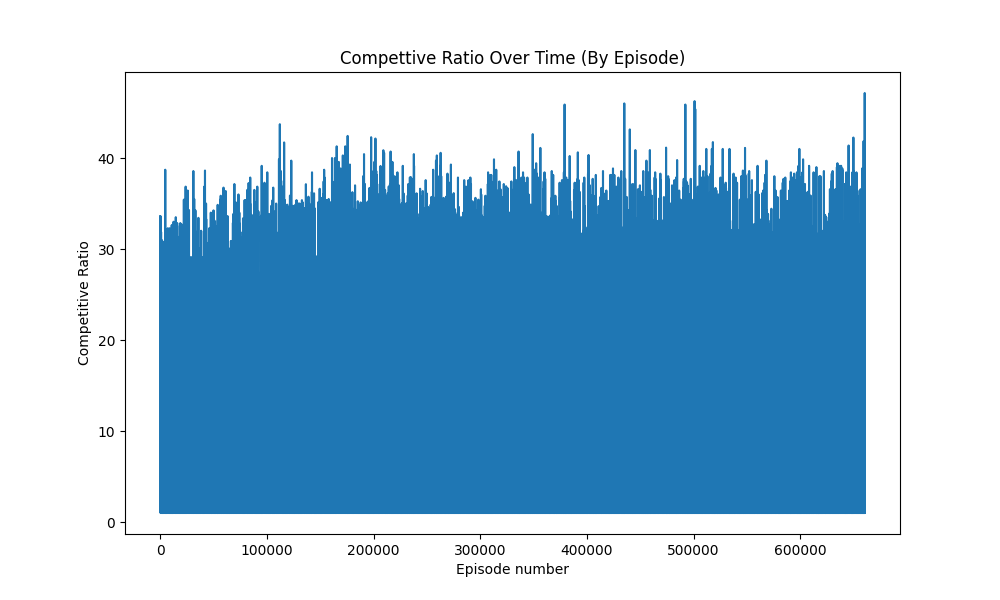 Compettive Ratio Over Time (By Episode)
Competitive Ratio
40
30
20
10
0
0 100000 200000 300000 400000 500000 600000
Episode number